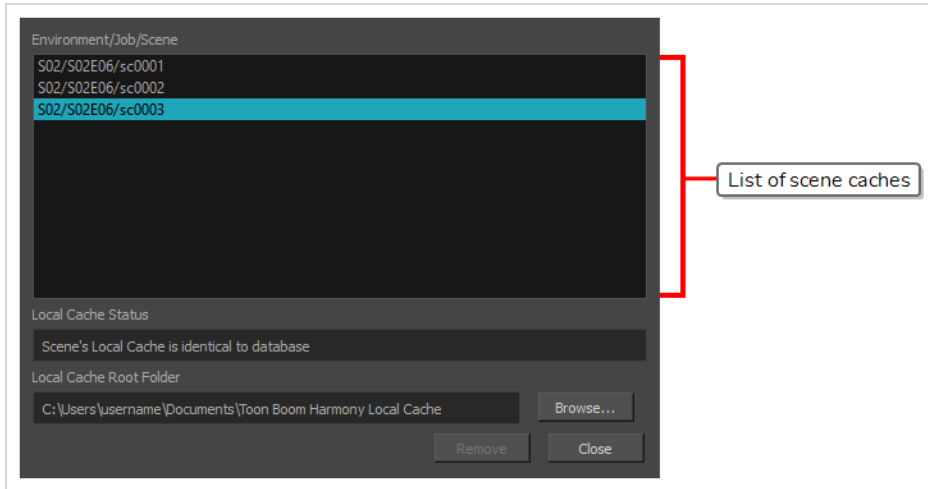 Environment/Job/Scene
S02/S02E06/sc0001
S02/S02E06/sc0002
S02/S02E06/sc0003
List of scene caches
Local Cache Status
Scene's Local Cache is identical to database
Local Cache Root Folder
C:\Users\username\Documents\Toon Boom Harmony Local Cache
Browse...
Remove
Close